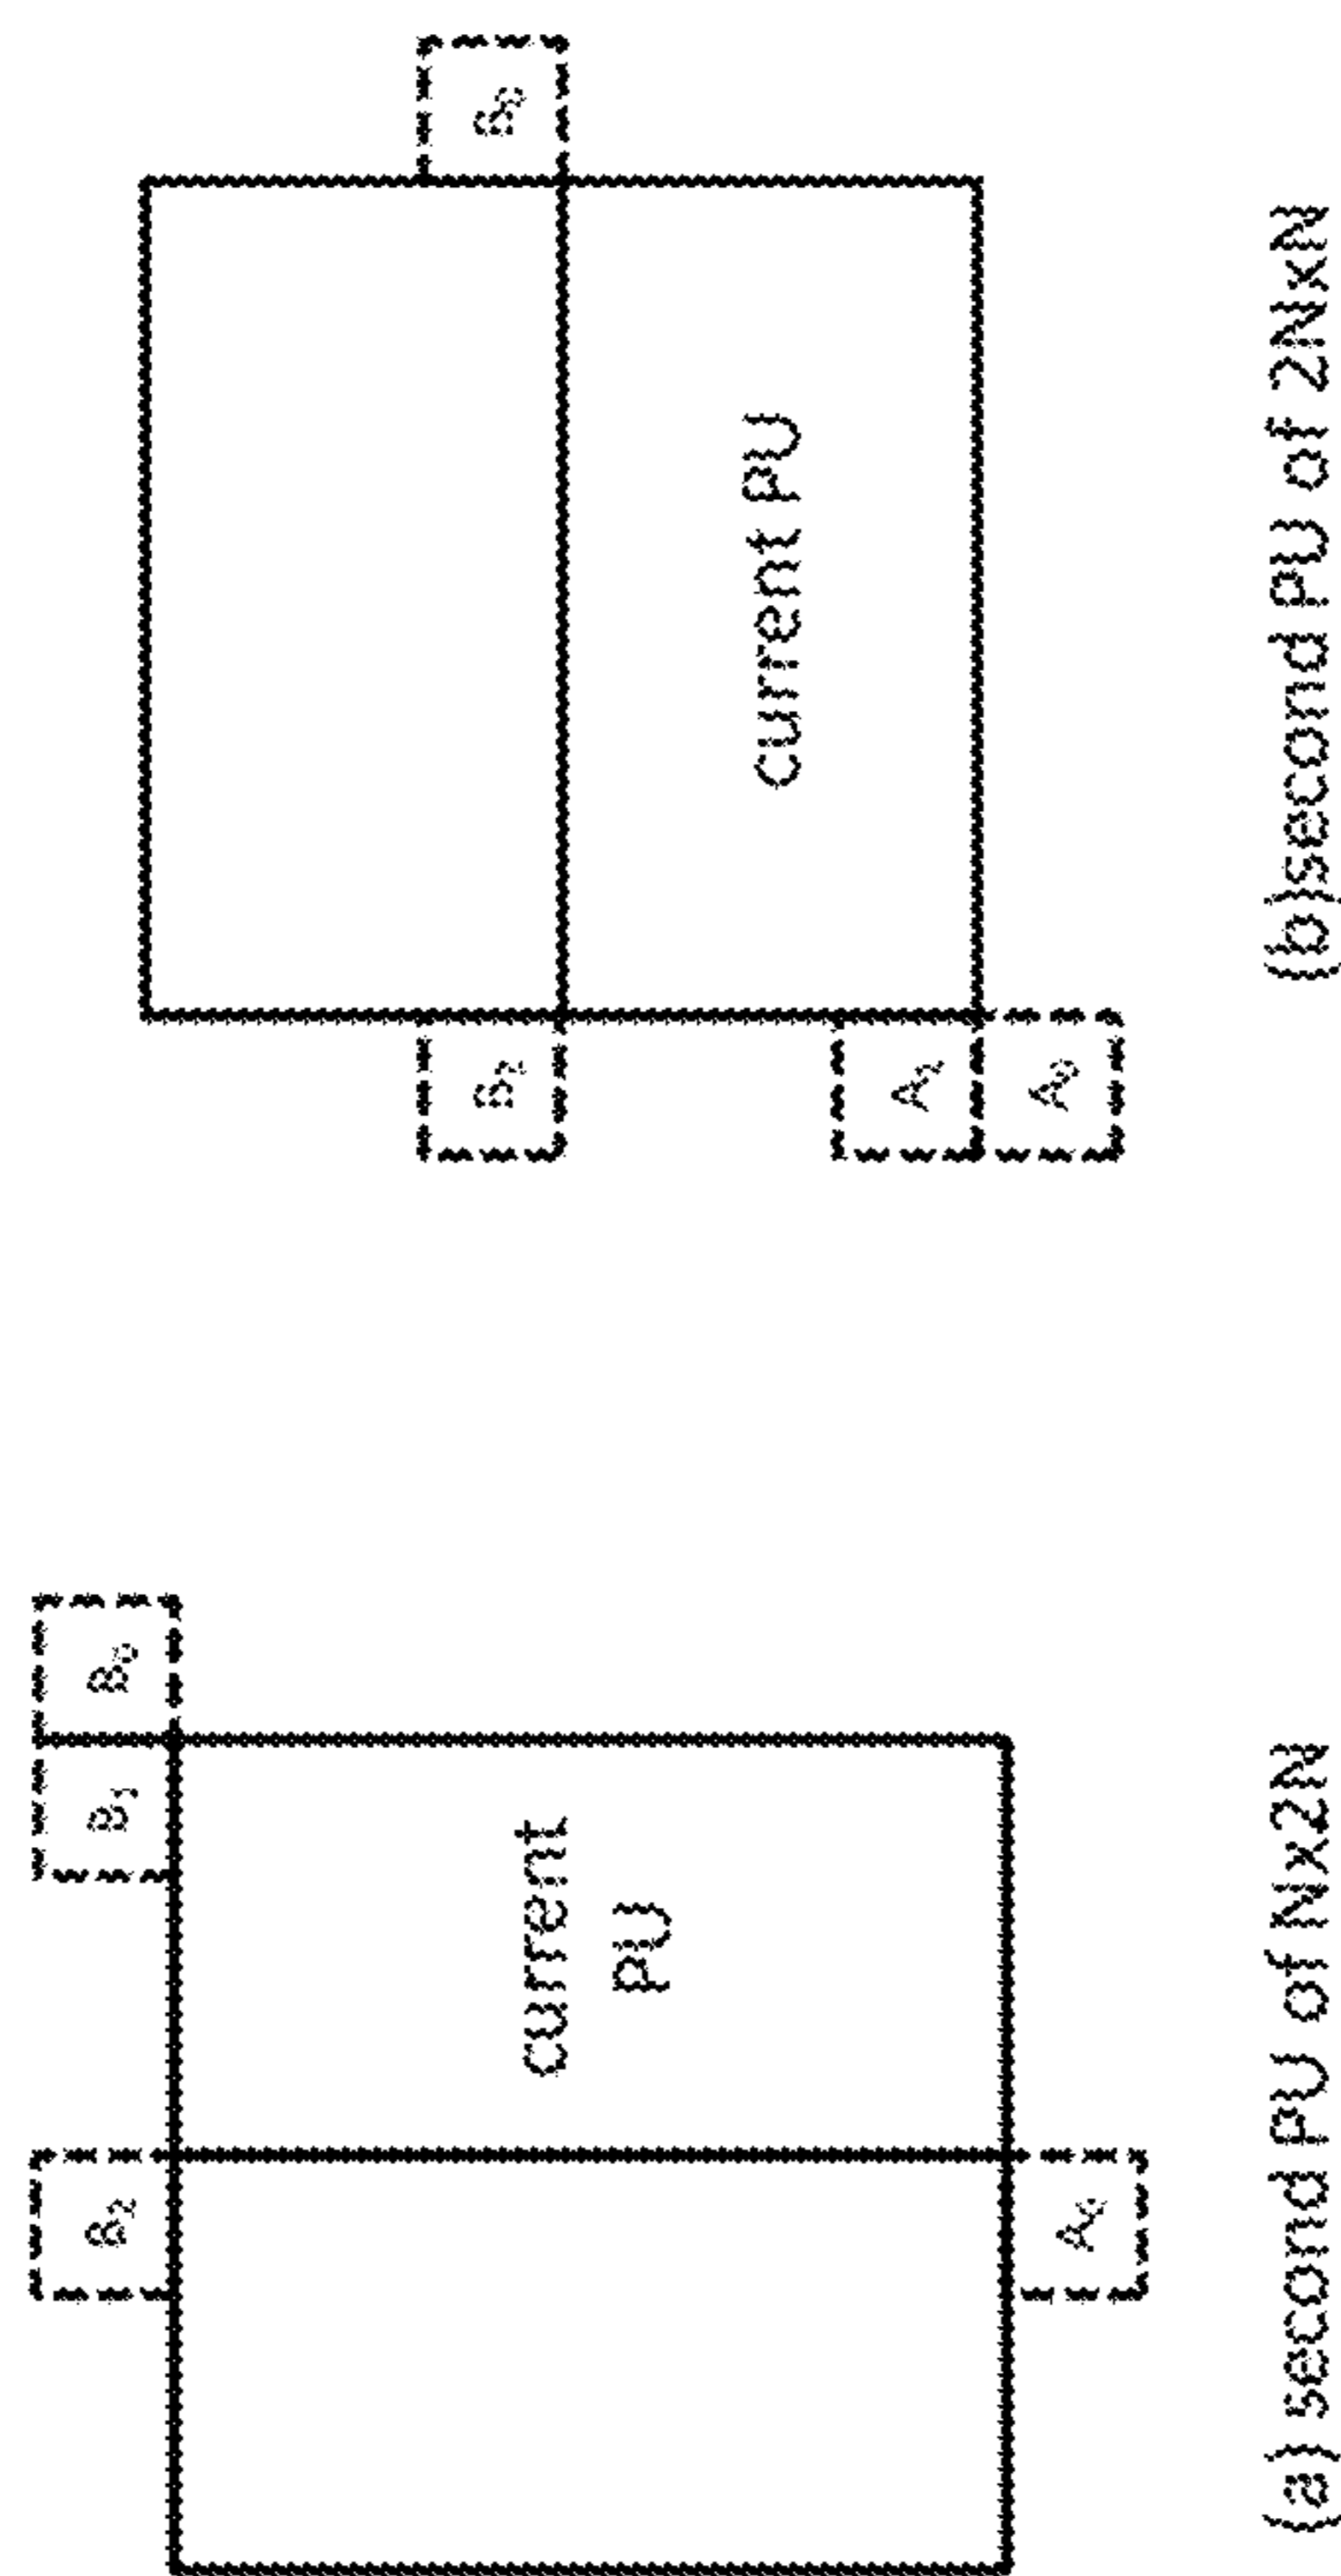 B₂
B₁
B₀
current
PU
A₀
(a) second PU of Nx2N
B₂
B₀
current PU
A₁
A₀
(b)second PU of 2NxN